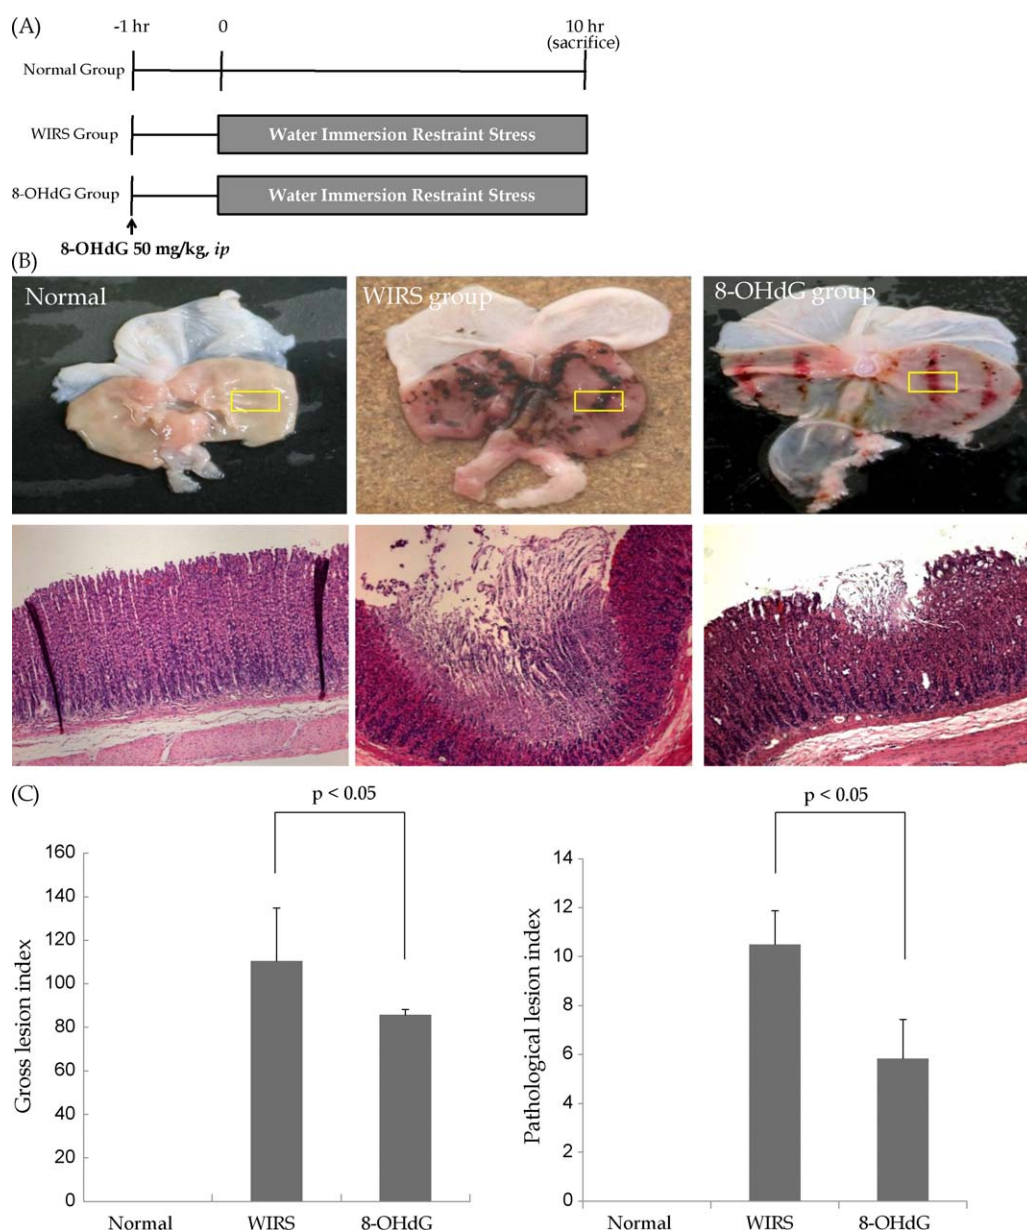 (A)
-1 hr
0
10 hr
(sacrifice)
Normal Group
WIRS Group
Water Immersion Restraint Stress
8-OHdG Group
Water Immersion Restraint Stress
8-OHdG 50 mg/kg, ip
(B)
Normal
WIRS group
8-OHdG group
(C)
p < 0.05
160
140
120
100
80
60
40
20
0
Gross lesion index
Normal
WIRS
8-OHdG
p < 0.05
14
12
10
8
6
4
2
0
Pathological lesion index
Normal
WIRS
8-OHdG